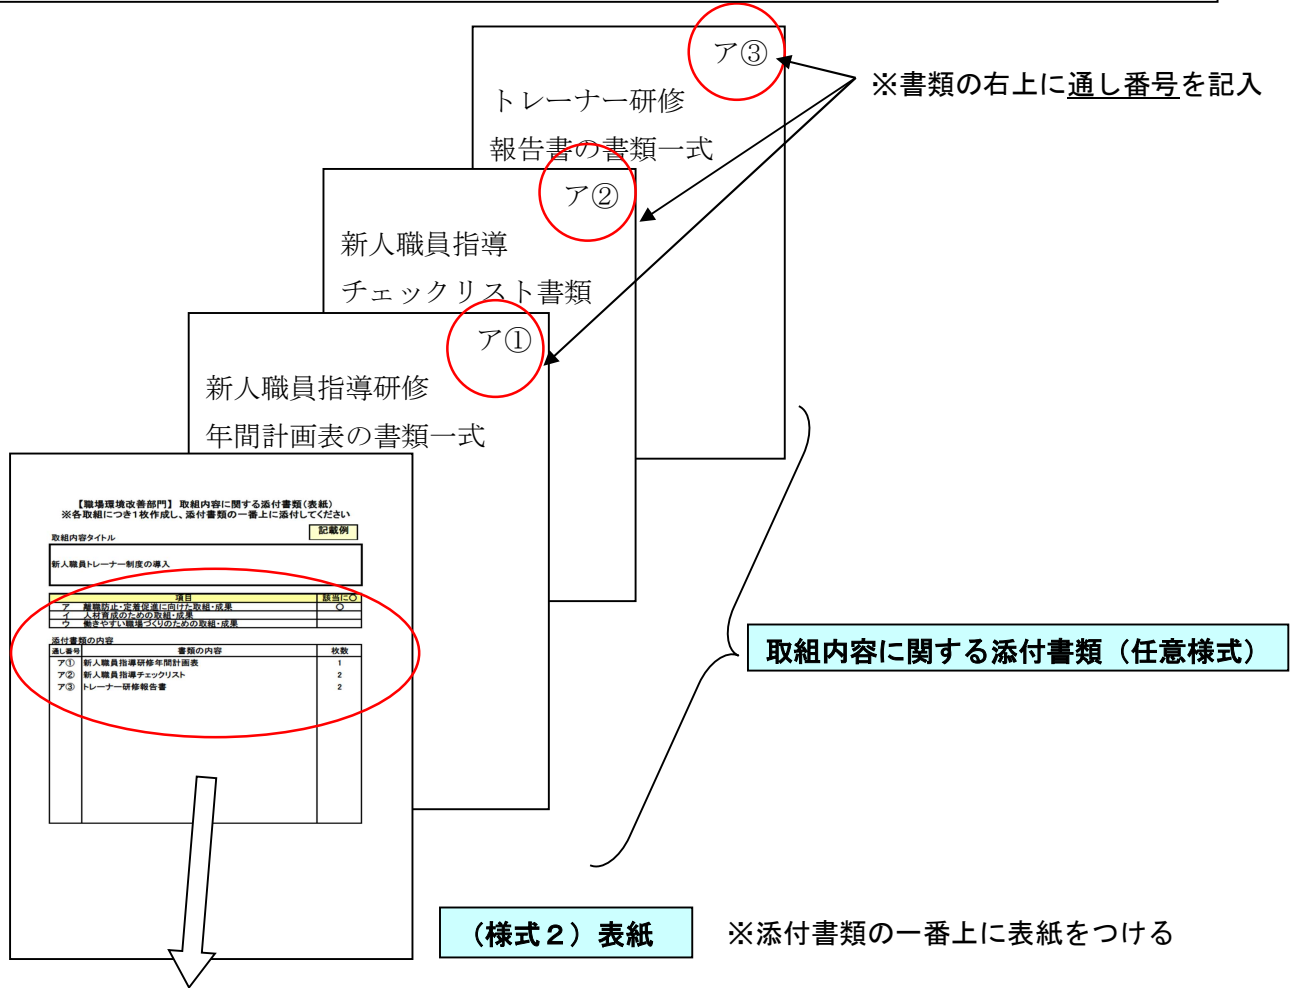 ア③
※書類の右上に通し番号を記入
トレーナー研修
報告書の書類一式
ア②
新人職員指導
チェックリスト書類
ア①
新人職員指導研修
年間計画表の書類一式
【職場環境改善部門】 取組内容に関する添付書類(表紙)
※各取組につき1枚作成し、添付書類の一番上に添付してください
記載例
取組内容タイトル
新人職員トレーナー制度の導入
項目 該当に○
ア 離職防止・定着促進に向けた取組・成果 ○
イ 人材育成のための取組・成果
ウ 働きやすい職場づくりのための取組・成果
添付書類の内容
通し番号 書類の内容 枚数
ア① 新人職員指導研修年間計画表 1
ア② 新人職員指導チェックリスト 2
ア③ トレーナー研修報告書 2
取組内容に関する添付書類（任意様式）
（様式２）表紙
※添付書類の一番上に表紙をつける